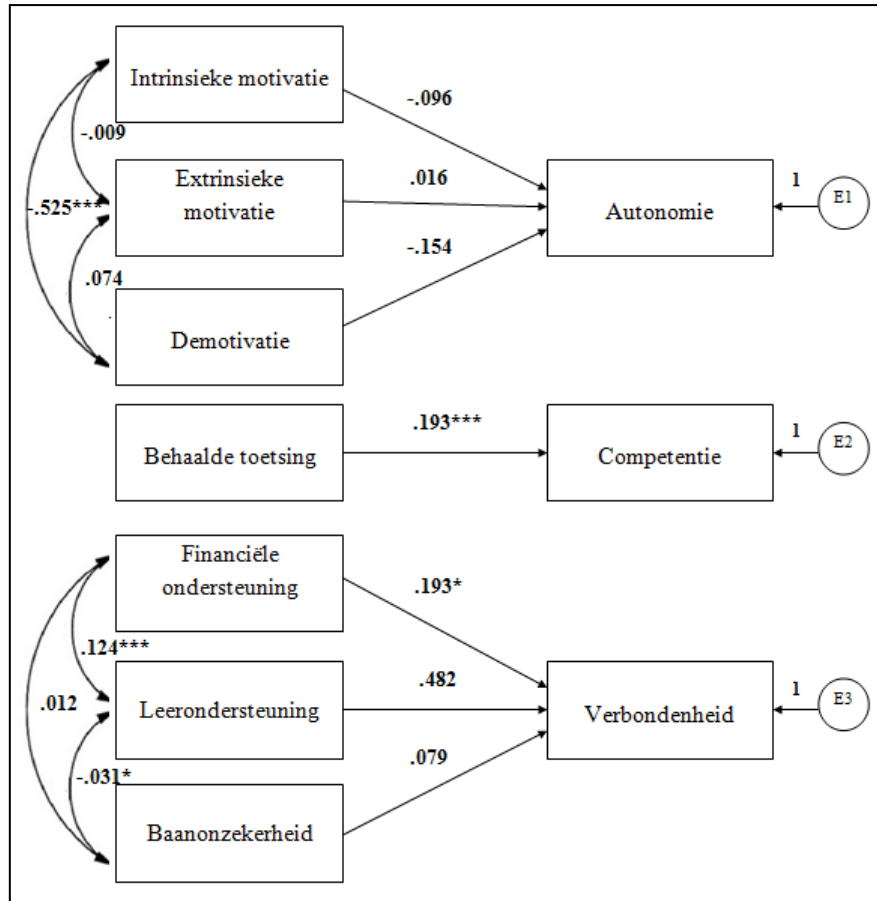 Intrinsieke motivatie
-.096
-.009
Extrinsieke
motivatie
.016
Autonomie
1
E1
-.525***
-.154
.074
Demotivatie
Behaalde toetsing
.193***
Competentie
1
E2
Financiële
ondersteuning
.193*
.124***
.012
Leerondersteuning
.482
Verbondenheid
1
E3
-.031*
.079
Baanonzekerheid